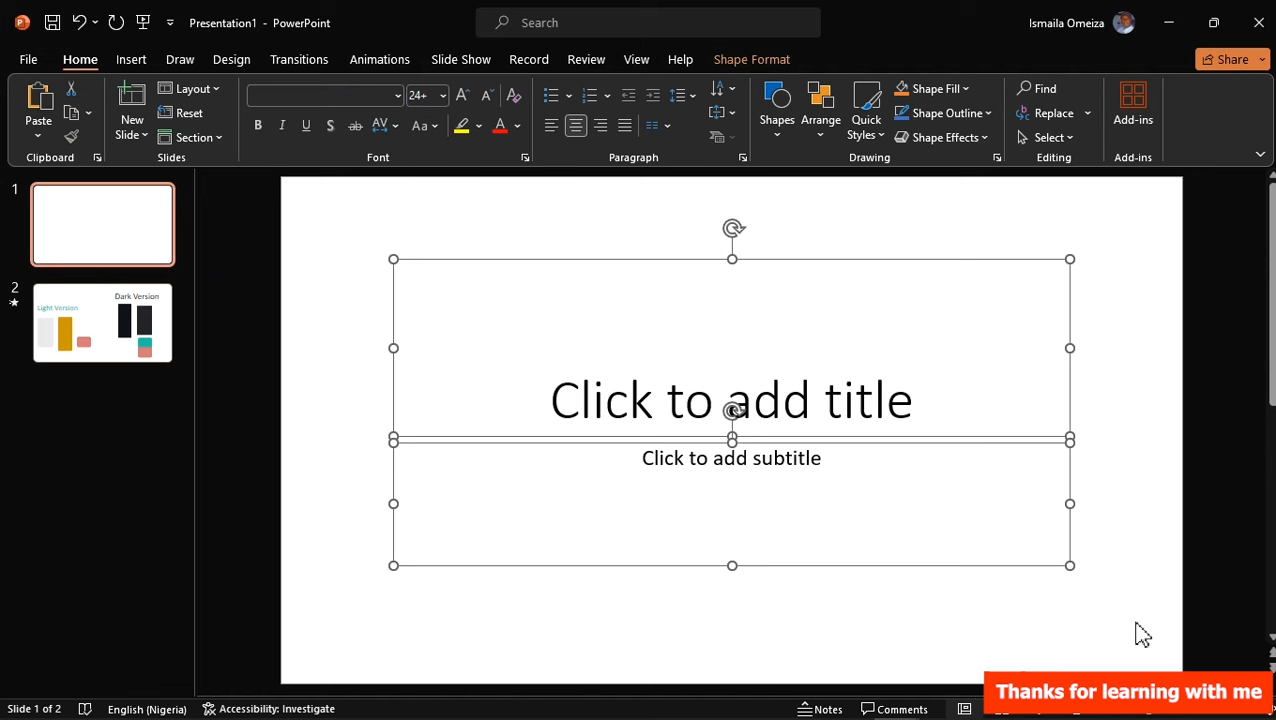 Presentation1 - PowerPoint
Search
Ismaila Omeiza
File Home Insert Draw Design Transitions Animations Slide Show Record Review View Help Shape Format
Share
Paste
Clipboard
New
Slide
Layout
Reset
Section
Slides
24+
B I U S ab AV Aa A
Font
Paragraph
Shapes
Arrange
Quick
Styles
Shape Fill
Shape Outline
Shape Effects
Drawing
Find
Replace
Select
Editing
Add-ins
Add-ins
1
2
Light Version
Dark Version
Click to add title
Click to add subtitle
Thanks for learning with me
Slide 1 of 2
English (Nigeria)
Accessibility: Investigate
Notes
Comments